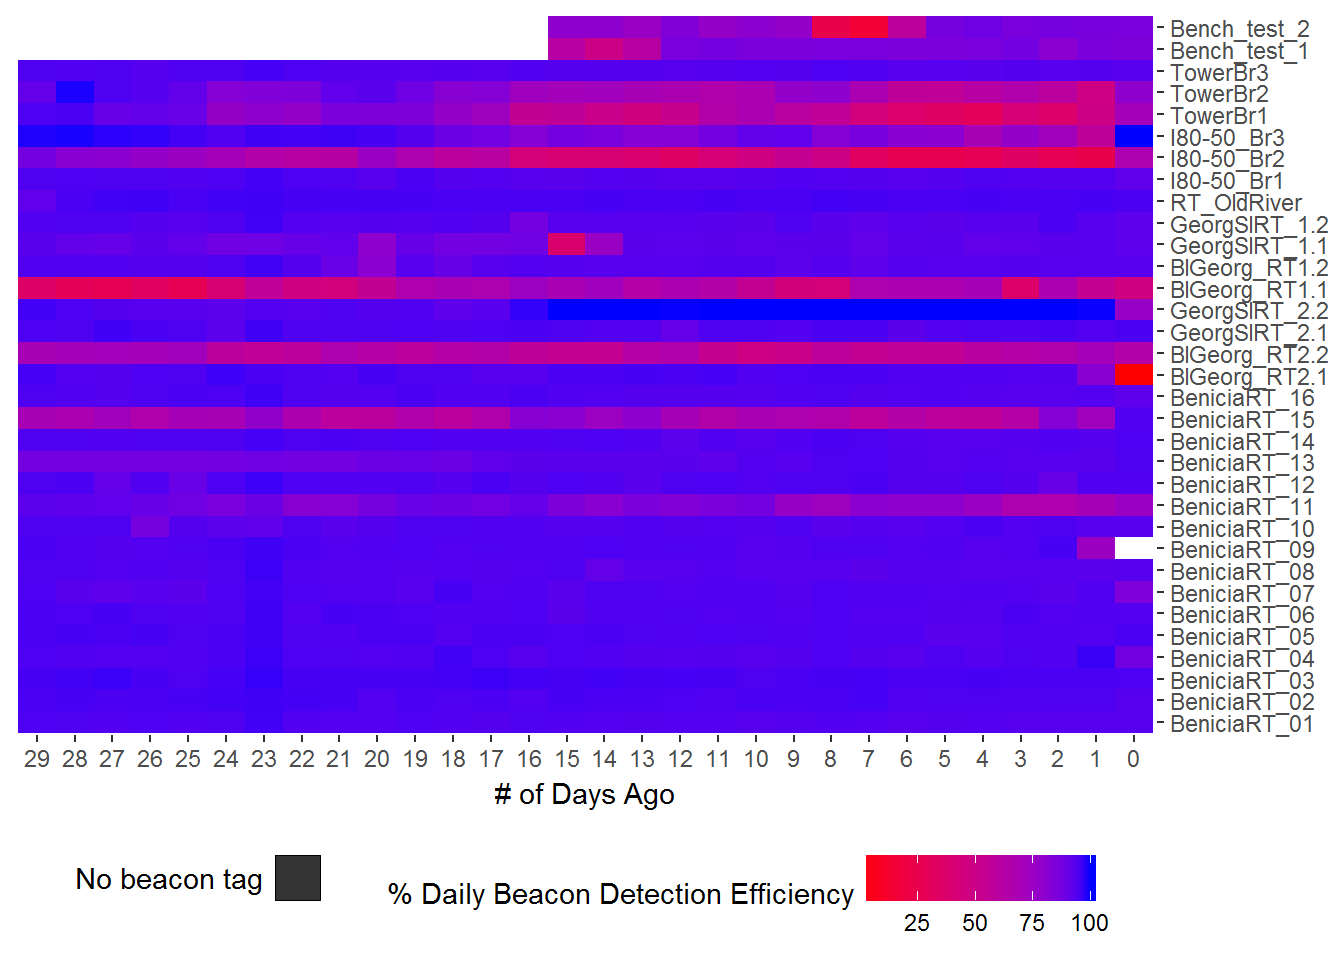 Bench_test_2
Bench_test_1
TowerBr3
TowerBr2
TowerBr1
I80-50_Br3
I80-50_Br2
I80-50_Br1
RT_OldRiver
GeorgSlRT_1.2
GeorgSlRT_1.1
BlGeorg_RT1.2
BlGeorg_RT1.1
GeorgSlRT_2.2
GeorgSlRT_2.1
BlGeorg_RT2.2
BlGeorg_RT2.1
BeniciaRT_16
BeniciaRT_15
BeniciaRT_14
BeniciaRT_13
BeniciaRT_12
BeniciaRT_11
BeniciaRT_10
BeniciaRT_09
BeniciaRT_08
BeniciaRT_07
BeniciaRT_06
BeniciaRT_05
BeniciaRT_04
BeniciaRT_03
BeniciaRT_02
BeniciaRT_01
29 28 27 26 25 24 23 22 21 20 19 18 17 16 15 14 13 12 11 10 9 8 7 6 5 4 3 2 1 0
# of Days Ago
No beacon tag
% Daily Beacon Detection Efficiency
25 50 75 100